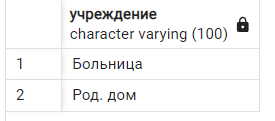 учреждение
character varying (100)
1 Больница
2 Род. дом